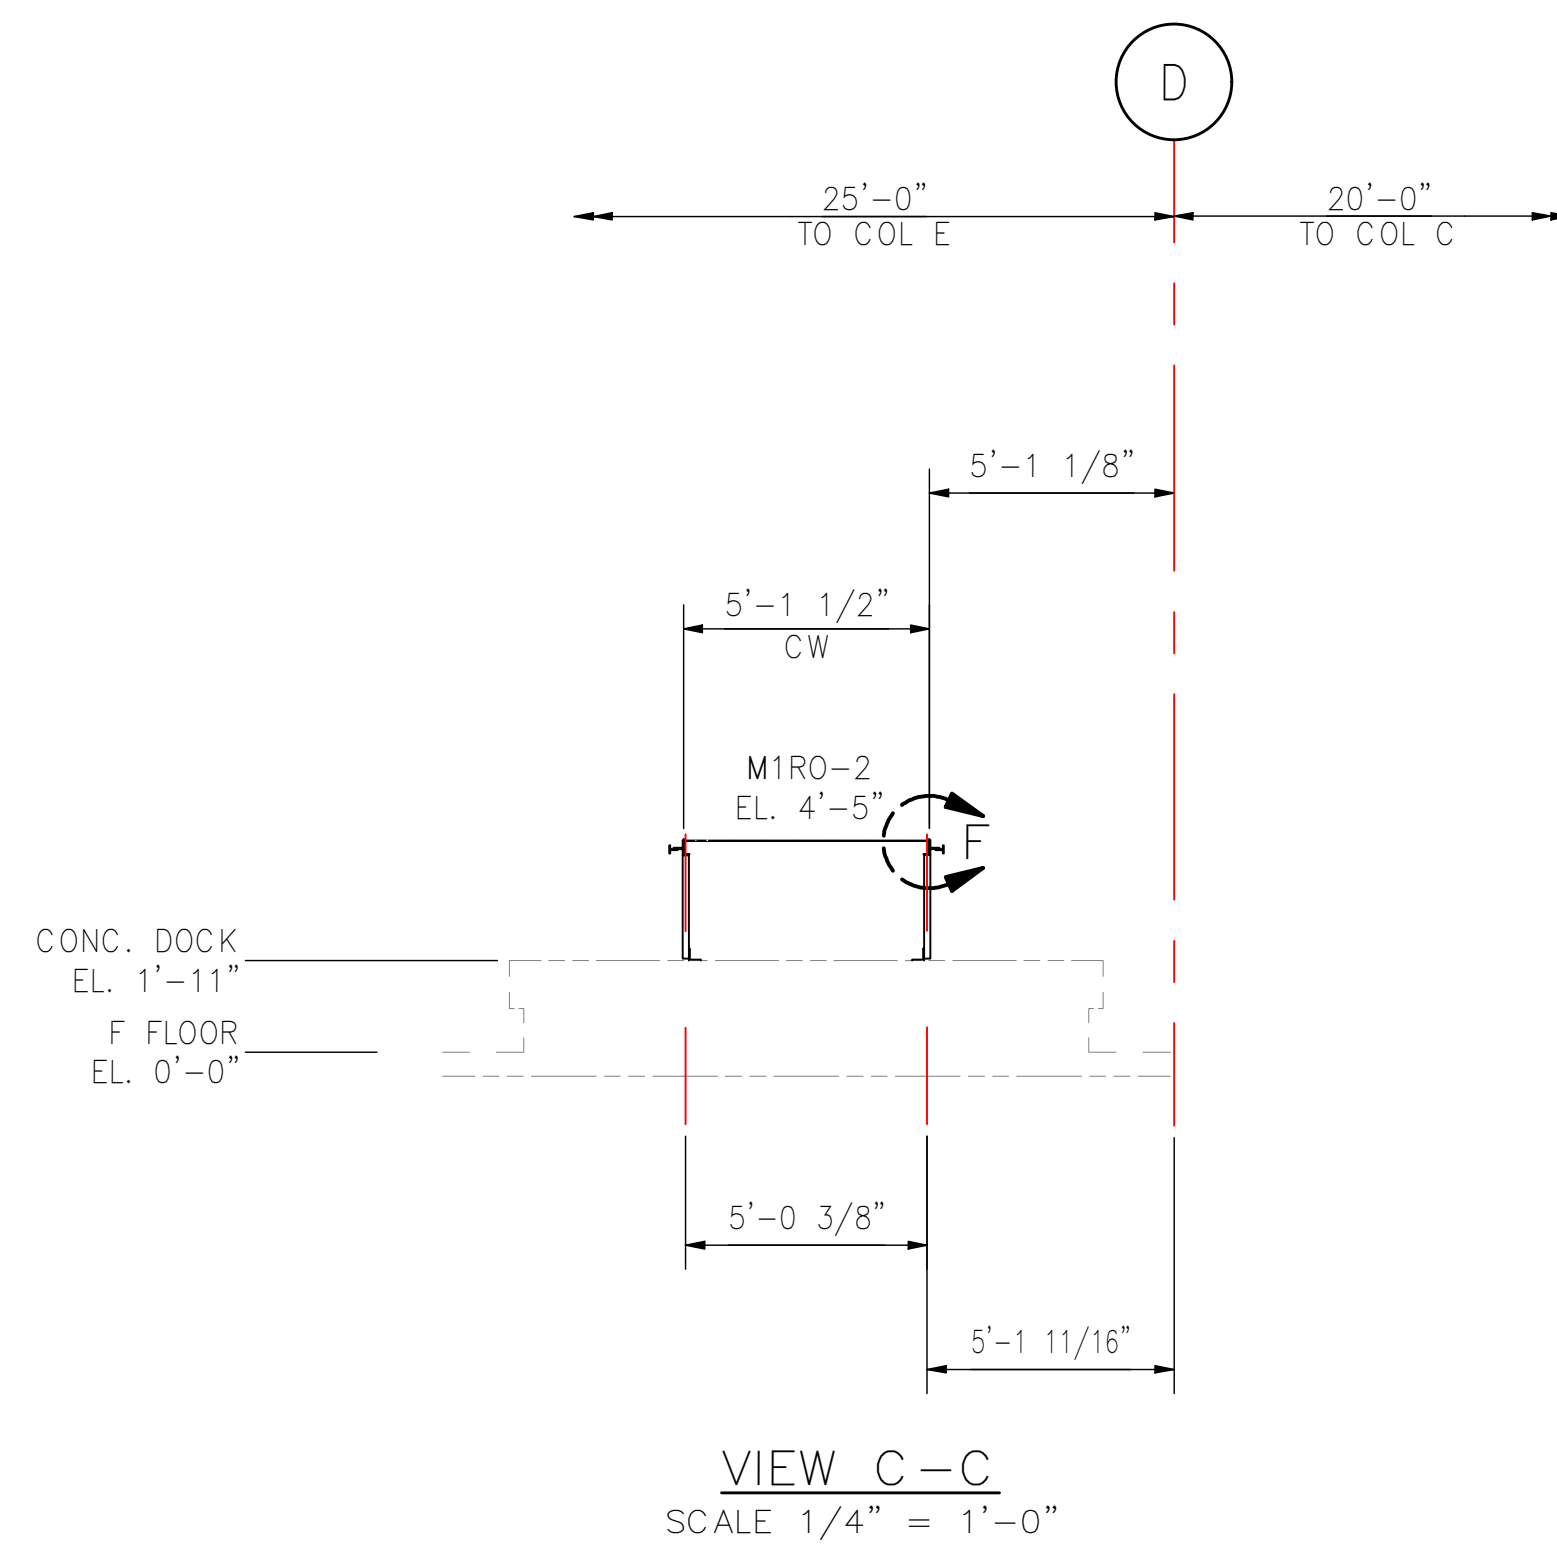 D
25'-0"
TO COL E
20'-0"
TO COL C
5'-1 1/8"
5'-1 1/2"
CW
M1RO-2
EL. 4'-5"
F
CONC. DOCK
EL. 1'-11"
F FLOOR
EL. 0'-0"
5'-0 3/8"
5'-1 11/16"
VIEW C-C
SCALE 1/4" = 1'-0"